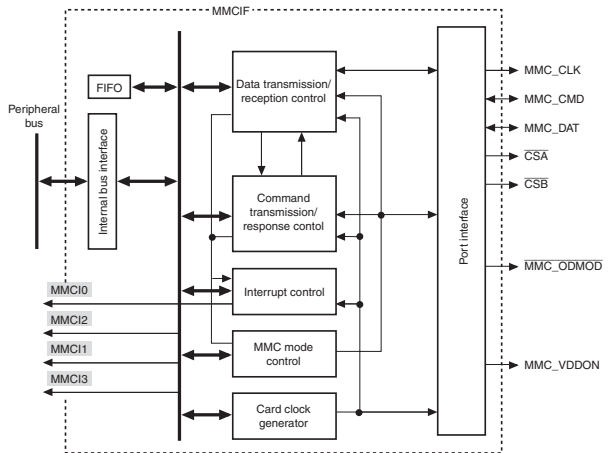 MMCIF
FIFO
Peripheral
bus
Internal bus interface
Data transmission/
reception control
Command
transmission/
response contol
Interrupt control
MMC mode
control
Card clock
generator
Port interface
MMC_CLK
MMC_CMD
MMC_DAT
CSA
CSB
MMC_ODMOD
MMC_VDDON
MMCI0
MMCI2
MMCI1
MMCI3